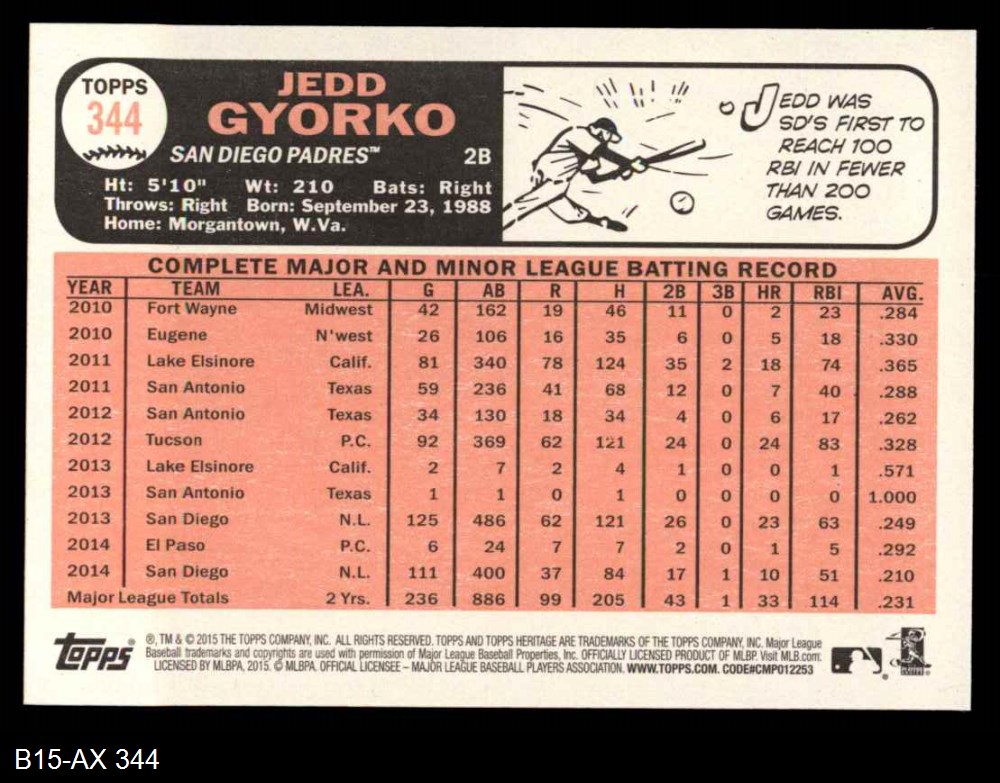 TOPPS
344
JEDD
GYORKO
SAN DIEGO PADRES™ 2B
Ht: 5'10" Wt: 210 Bats: Right
Throws: Right Born: September 23, 1988
Home: Morgantown, W.Va.
JEDD WAS
SD'S FIRST TO
REACH 100
RBI IN FEWER
THAN 200
GAMES.
COMPLETE MAJOR AND MINOR LEAGUE BATTING RECORD
YEAR TEAM LEA. G AB R H 2B 3B HR RBI AVG.
2010 Fort Wayne Midwest 42 162 19 46 11 0 2 23 .284
2010 Eugene N'west 26 106 16 35 6 0 5 18 .330
2011 Lake Elsinore Calif. 81 340 78 124 35 2 18 74 .365
2011 San Antonio Texas 59 236 41 68 12 0 7 40 .288
2012 San Antonio Texas 34 130 18 34 4 0 6 17 .262
2012 Tucson P.C. 92 369 62 121 24 0 24 83 .328
2013 Lake Elsinore Calif. 2 7 2 4 1 0 0 1 .571
2013 San Antonio Texas 1 1 0 1 0 0 0 0 1.000
2013 San Diego N.L. 125 486 62 121 26 0 23 63 .249
2014 El Paso P.C. 6 24 7 7 2 0 1 5 .292
2014 San Diego N.L. 111 400 37 84 17 1 10 51 .210
Major League Totals 2 Yrs. 236 886 99 205 43 1 33 114 .231
Topps®
®, TM & © 2015 THE TOPPS COMPANY, INC. ALL RIGHTS RESERVED. TOPPS AND TOPPS HERITAGE ARE TRADEMARKS OF THE TOPPS COMPANY, INC. Major League
Baseball trademarks and copyrights are used with permission of Major League Baseball Properties, Inc. OFFICIALLY LICENSED PRODUCT OF MLBP. Visit MLB.com.
LICENSED BY MLBPA, 2015. © MLBPA. OFFICIAL LICENSEE – MAJOR LEAGUE BASEBALL PLAYERS ASSOCIATION. WWW.TOPPS.COM. CODE#CMP012253
B15-AX 344